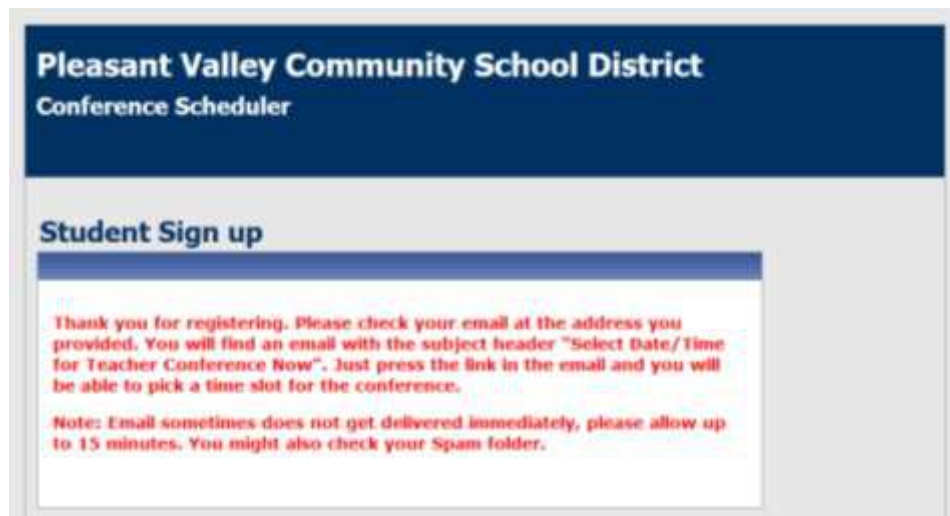 Pleasant Valley Community School District
Conference Scheduler
Student Sign up
Thank you for registering. Please check your email at the address you
provided. You will find an email with the subject header "Select Date/Time
for Teacher Conference Now". Just press the link in the email and you will
be able to pick a time slot for the conference.
Note: Email sometimes does not get delivered immediately, please allow up
to 15 minutes. You might also check your Spam folder.